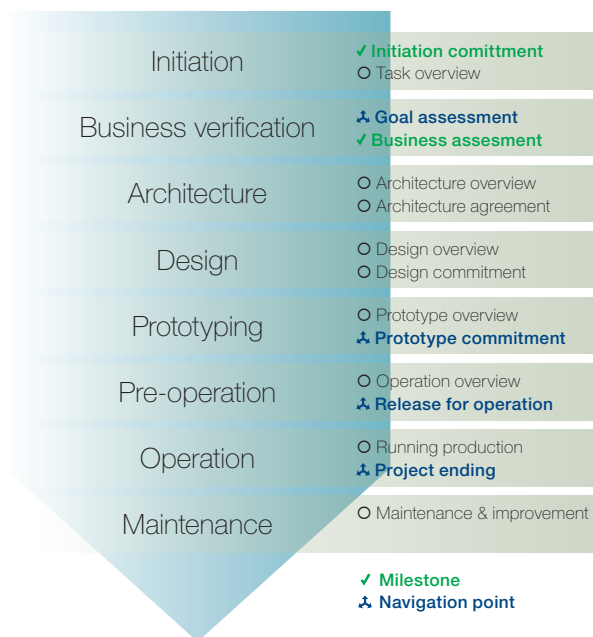 Initiation
✓ Initiation comittment
O Task overview
Business verification
Goal assessment
✓ Business assesment
Architecture
O Architecture overview
O Architecture agreement
Design
O Design overview
O Design commitment
Prototyping
O Prototype overview
Prototype commitment
Pre-operation
O Operation overview
Release for operation
Operation
O Running production
Project ending
Maintenance
O Maintenance & improvement
✓ Milestone
Navigation point